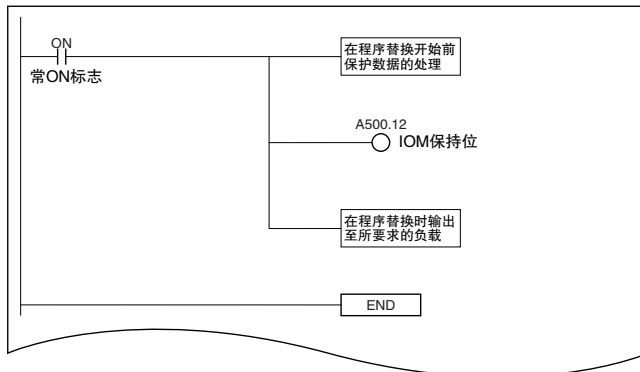 ON
常ON标志
在程序替换开始前
保护数据的处理
A500.12
IOM保持位
在程序替换时输出
至所要求的负载
END